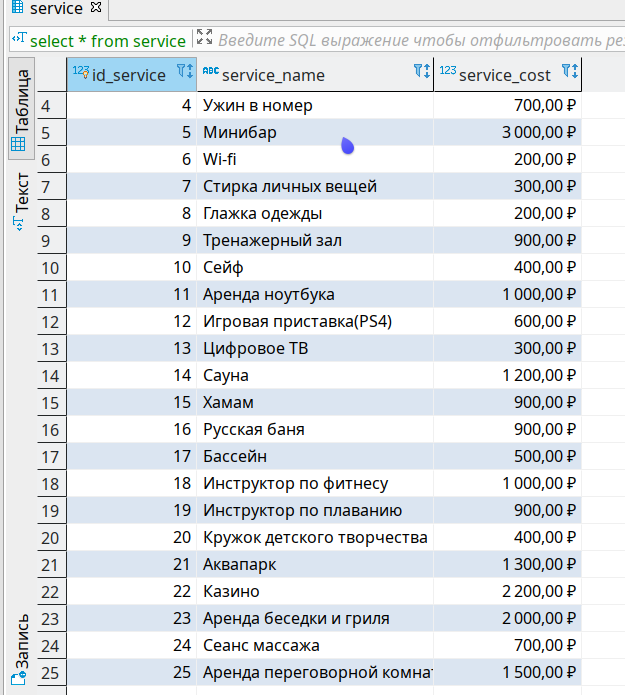 service
select * from service Введите SQL выражение чтобы отфильтровать рез
123 id_service ABC service_name 123 service_cost
4 4 Ужин в номер 700,00 ₽
5 5 Минибар 3 000,00 ₽
6 6 Wi-fi 200,00 ₽
7 7 Стирка личных вещей 300,00 ₽
8 8 Глажка одежды 200,00 ₽
9 9 Тренажерный зал 900,00 ₽
10 10 Сейф 400,00 ₽
11 11 Аренда ноутбука 1 000,00 ₽
12 12 Игровая приставка(PS4) 600,00 ₽
13 13 Цифровое ТВ 300,00 ₽
14 14 Сауна 1 200,00 ₽
15 15 Хамам 900,00 ₽
16 16 Русская баня 900,00 ₽
17 17 Бассейн 500,00 ₽
18 18 Инструктор по фитнесу 1 000,00 ₽
19 19 Инструктор по плаванию 900,00 ₽
20 20 Кружок детского творчества 400,00 ₽
21 21 Аквапарк 1 300,00 ₽
22 22 Казино 2 200,00 ₽
23 23 Аренда беседки и гриля 2 000,00 ₽
24 24 Сеанс массажа 700,00 ₽
25 25 Аренда переговорной комнат 1 500,00 ₽
Таблица
Текст
Запись